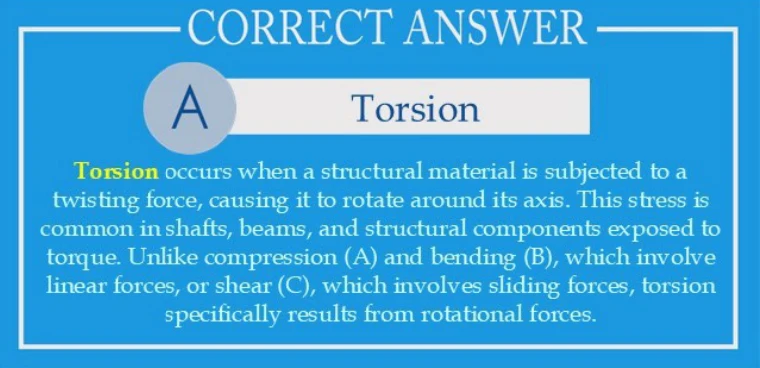 CORRECT ANSWER
A Torsion
Torsion occurs when a structural material is subjected to a
twisting force, causing it to rotate around its axis. This stress is
common in shafts, beams, and structural components exposed to
torque. Unlike compression (A) and bending (B), which involve
linear forces, or shear (C), which involves sliding forces, torsion
specifically results from rotational forces.